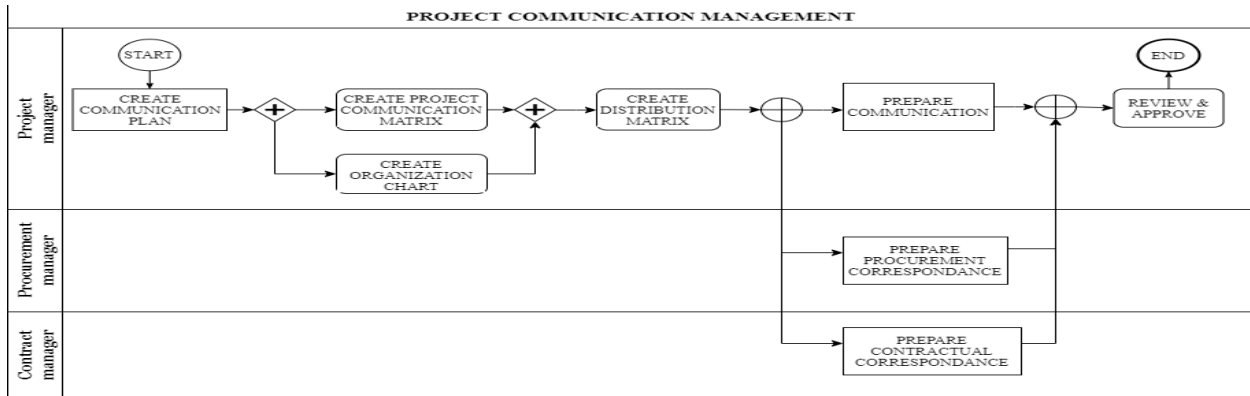 PROJECT COMMUNICATION MANAGEMENT
Project
manager
START
CREATE
COMMUNICATION
PLAN
CREATE PROJECT
COMMUNICATION
MATRIX
CREATE
ORGANIZATION
CHART
CREATE
DISTRIBUTION
MATRIX
PREPARE
COMMUNICATION
END
REVIEW &
APPROVE
Procurement
manager
PREPARE
PROCUREMENT
CORRESPONDANCE
Contract
manager
PREPARE
CONTRACTUAL
CORRESPONDANCE